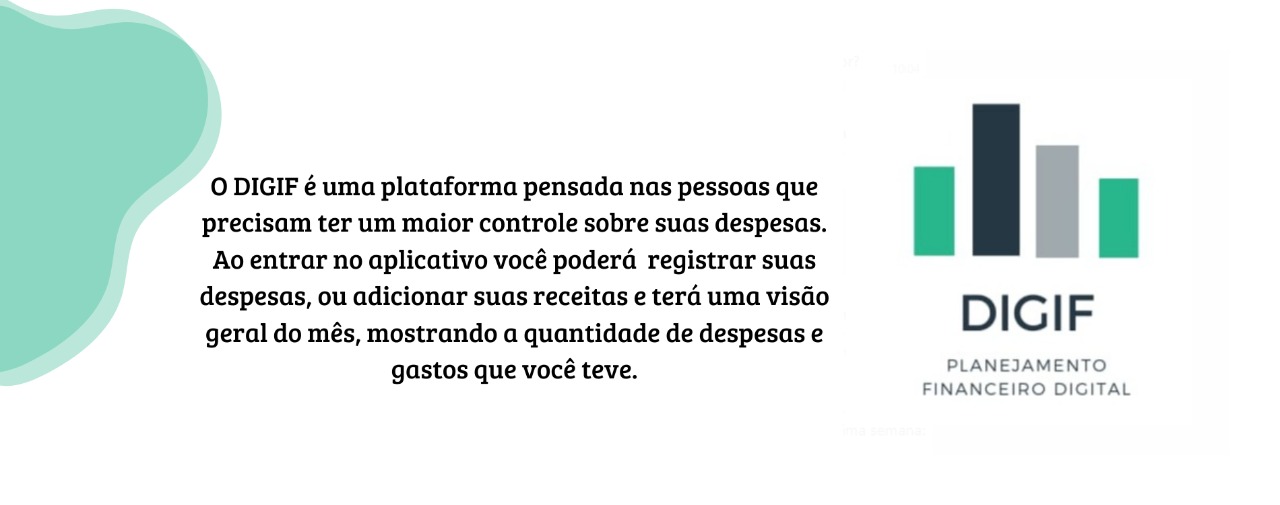 O DIGIF é uma plataforma pensada nas pessoas que
precisam ter um maior controle sobre suas despesas.
Ao entrar no aplicativo você poderá  registrar suas
despesas, ou adicionar suas receitas e terá uma visão
geral do mês, mostrando a quantidade de despesas e
gastos que você teve.
DIGIF
PLANEJAMENTO
FINANCEIRO DIGITAL